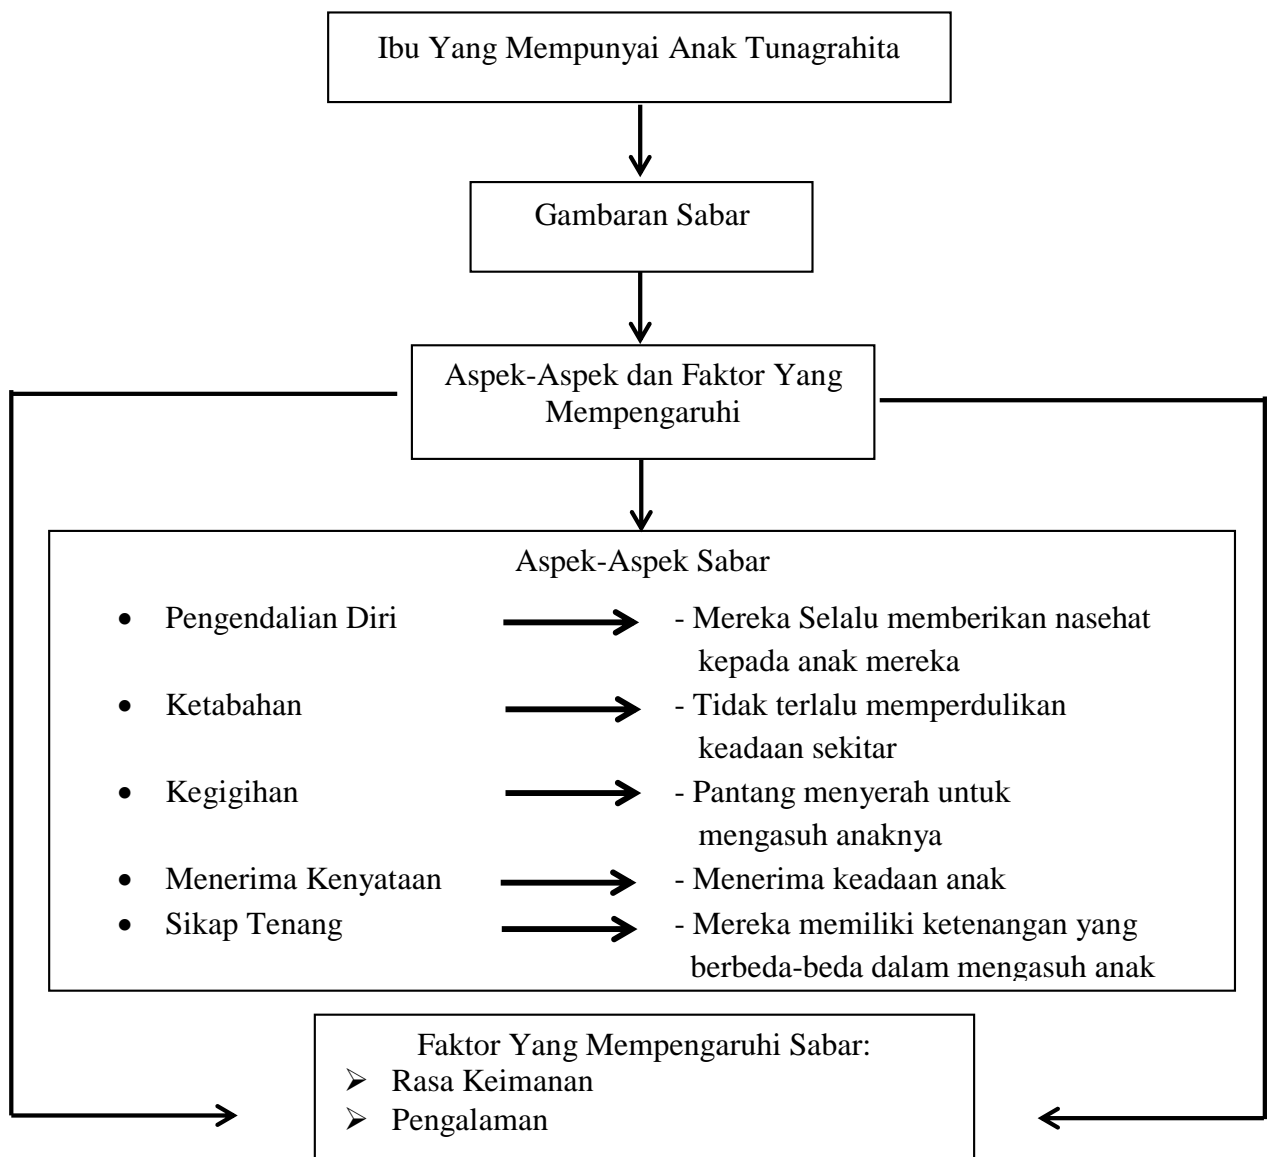 Ibu Yang Mempunyai Anak Tunagrahita
Gambaran Sabar
Aspek-Aspek dan Faktor Yang
Mempengaruhi
Aspek-Aspek Sabar
• Pengendalian Diri - Mereka Selalu memberikan nasehat
kepada anak mereka
• Ketabahan - Tidak terlalu memperdulikan
keadaan sekitar
• Kegigihan - Pantang menyerah untuk
mengasuh anaknya
• Menerima Kenyataan - Menerima keadaan anak
• Sikap Tenang - Mereka memiliki ketenangan yang
berbeda-beda dalam mengasuh anak
Faktor Yang Mempengaruhi Sabar:
➢ Rasa Keimanan
➢ Pengalaman